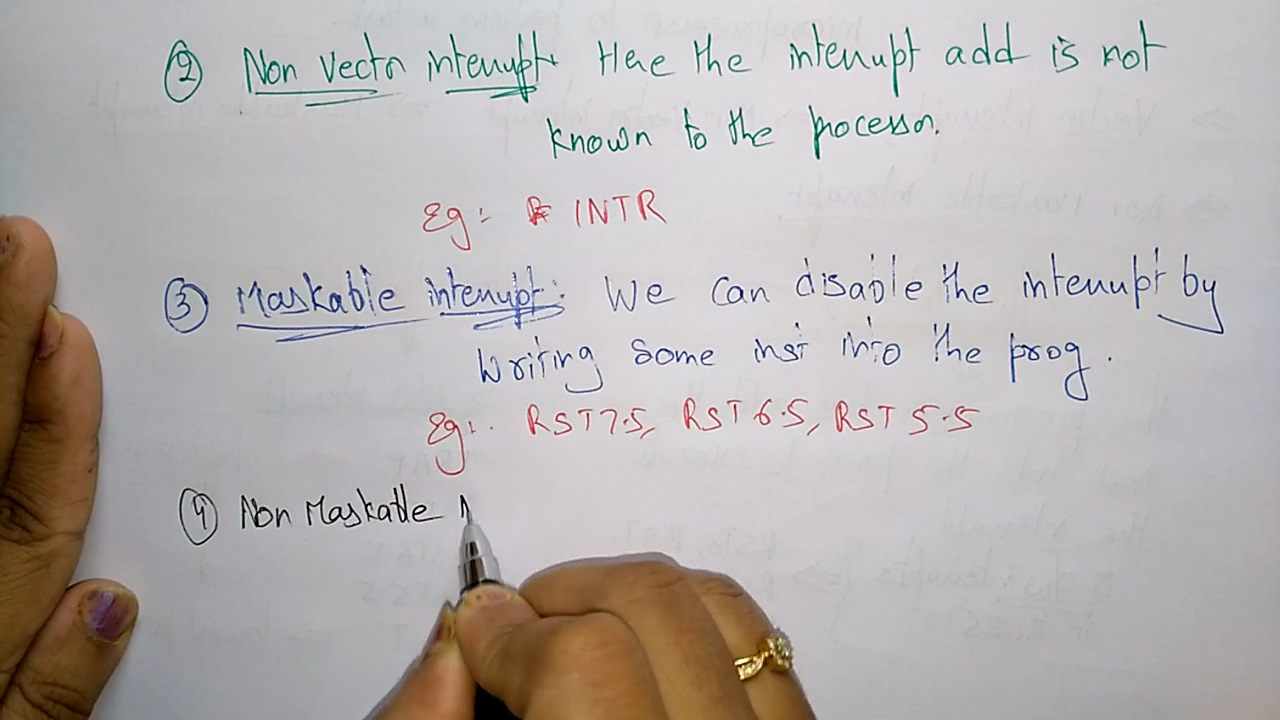 ② Non Vector interrupt. Here the interrupt add is not
known to the processor.
Eg: INTR
③ Maskable interrupt: We can disable the interrupt by
Writing some inst into the prog.
Eg:. RST7.5, RST 6.5, RST 5.5
④ Non Maskable